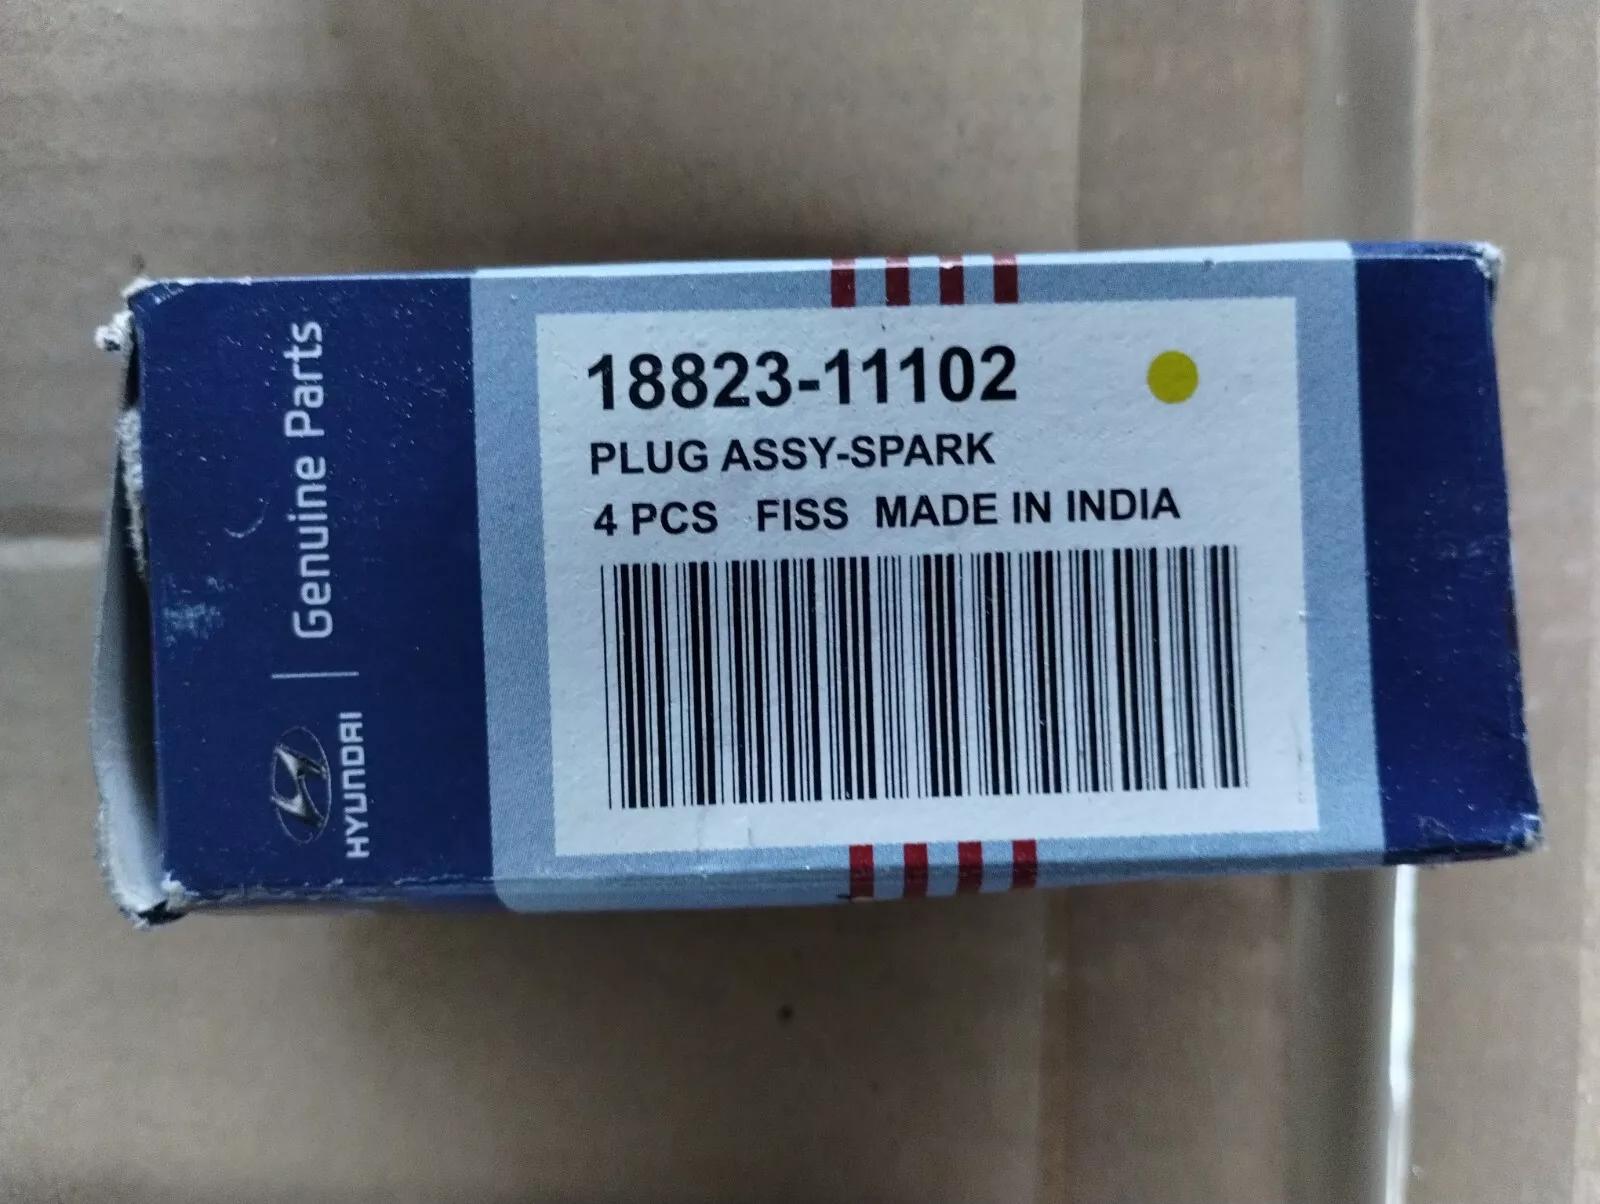 18823-11102
PLUG ASSY-SPARK
4 PCS FISS MADE IN INDIA
HYUNDAI | Genuine Parts